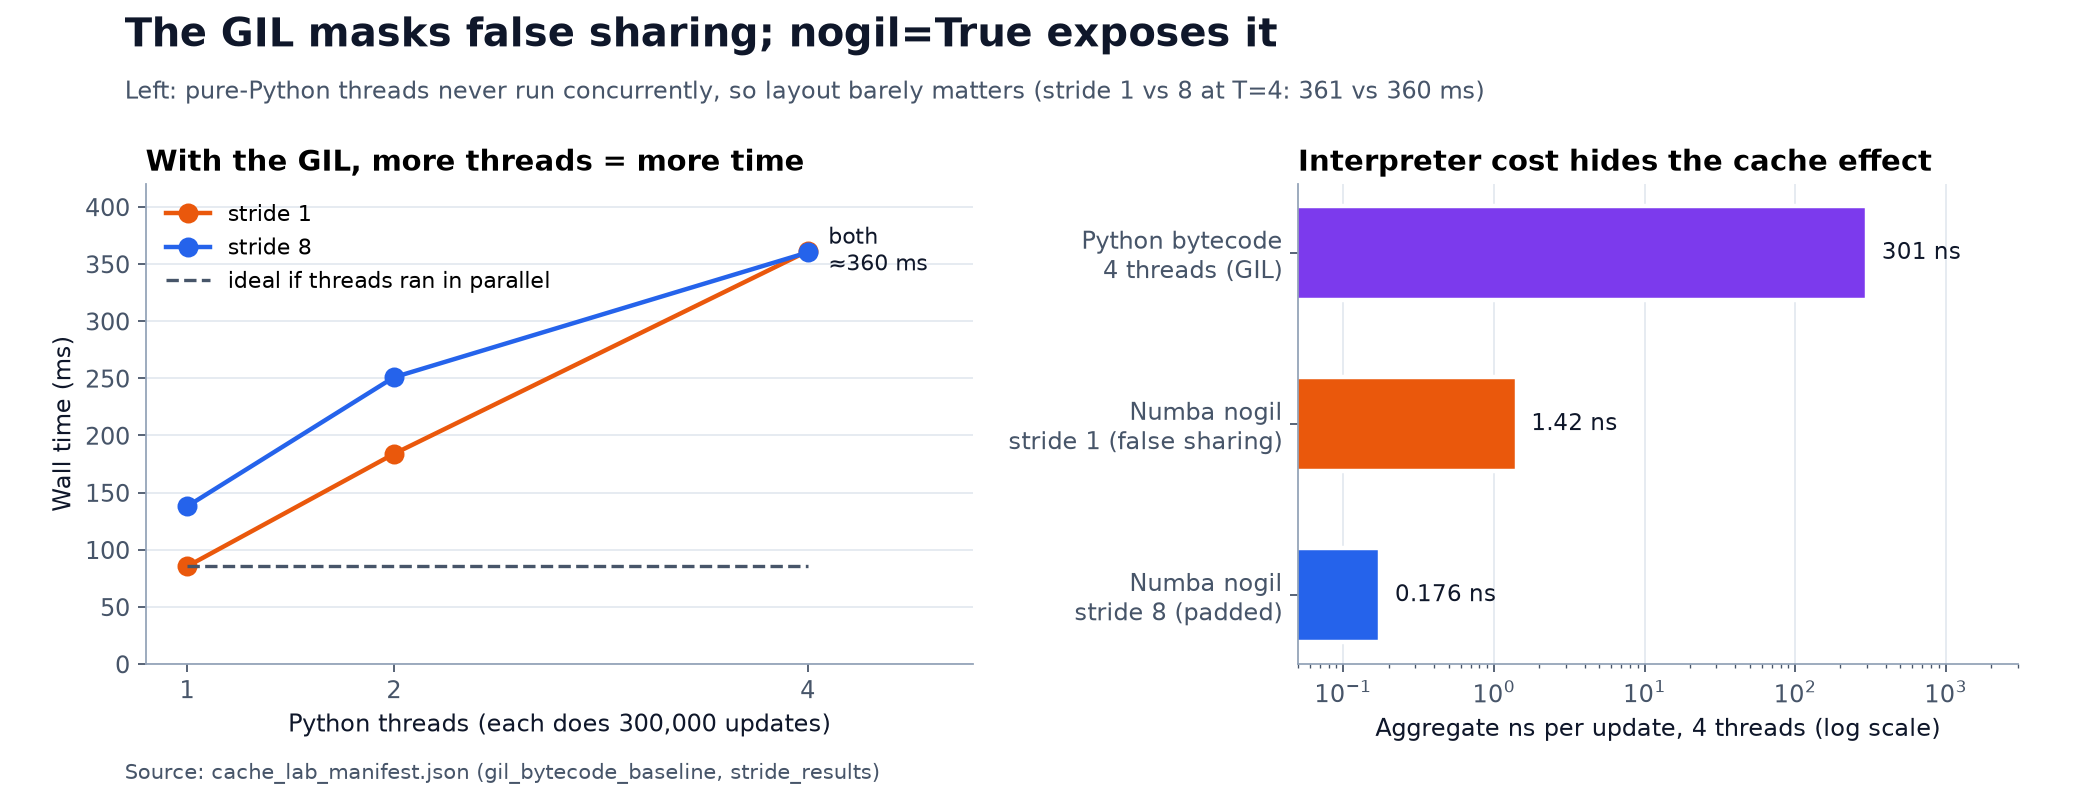 The GIL masks false sharing; nogil=True exposes it
Left: pure-Python threads never run concurrently, so layout barely matters (stride 1 vs 8 at T=4: 361 vs 360 ms)
With the GIL, more threads = more time
stride 1
stride 8
ideal if threads ran in parallel
both
≈360 ms
Wall time (ms)
400
350
300
250
200
150
100
50
0
1
2
4
Python threads (each does 300,000 updates)
Interpreter cost hides the cache effect
Python bytecode
4 threads (GIL)
301 ns
Numba nogil
stride 1 (false sharing)
1.42 ns
Numba nogil
stride 8 (padded)
0.176 ns
10⁻¹
10⁰
10¹
10²
10³
Aggregate ns per update, 4 threads (log scale)
Source: cache_lab_manifest.json (gil_bytecode_baseline, stride_results)